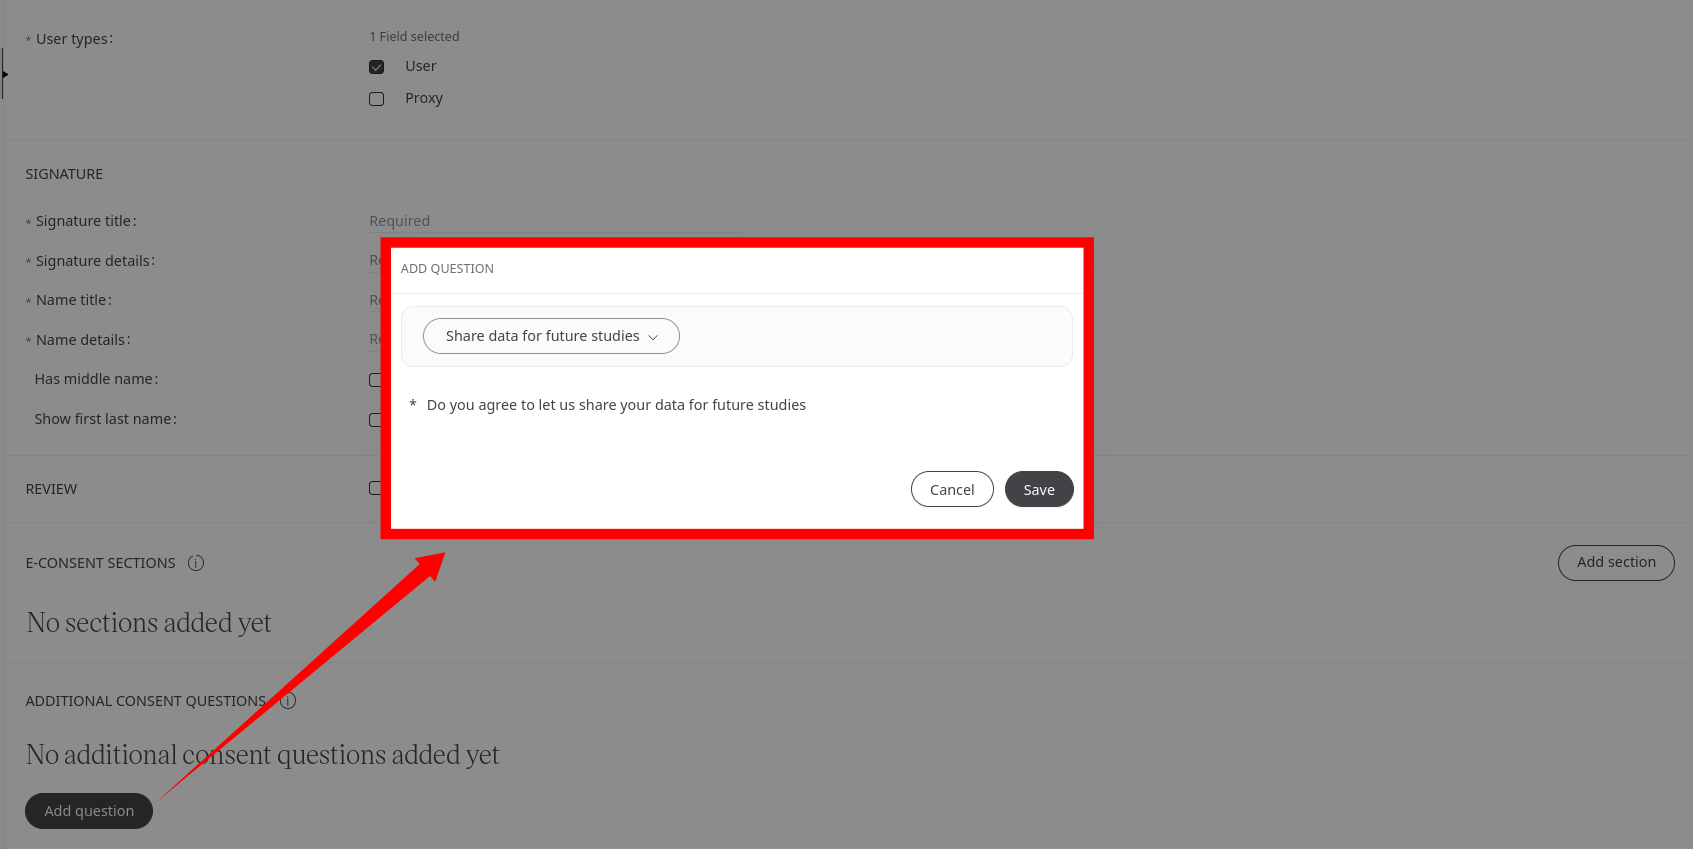 * User types:
1 Field selected
User
Proxy
SIGNATURE
* Signature title:
Required
* Signature details:
* Name title:
* Name details:
Has middle name:
Show first last name:
ADD QUESTION
Share data for future studies
* Do you agree to let us share your data for future studies
Cancel
Save
REVIEW
E-CONSENT SECTIONS
Add section
No sections added yet
ADDITIONAL CONSENT QUESTIONS
No additional consent questions added yet
Add question